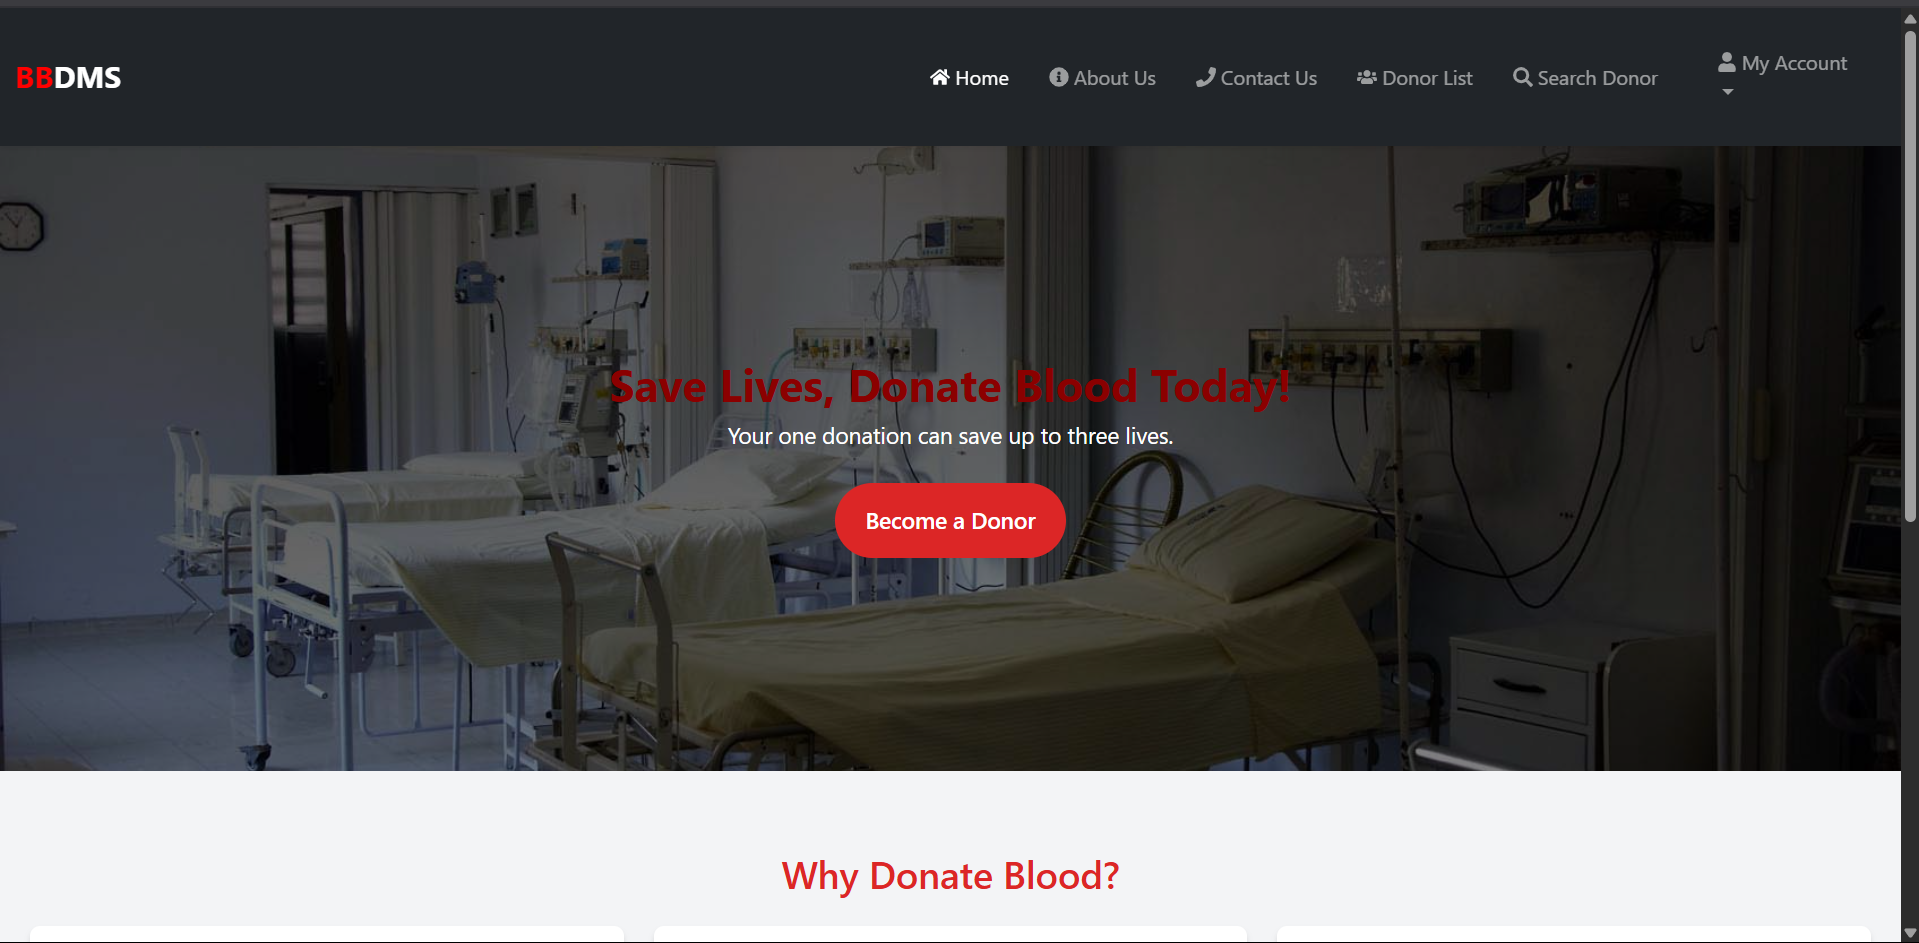 BBDMS
Home
About Us
Contact Us
Donor List
Search Donor
My Account
Save Lives, Donate Blood Today!
Your one donation can save up to three lives.
Become a Donor
Why Donate Blood?